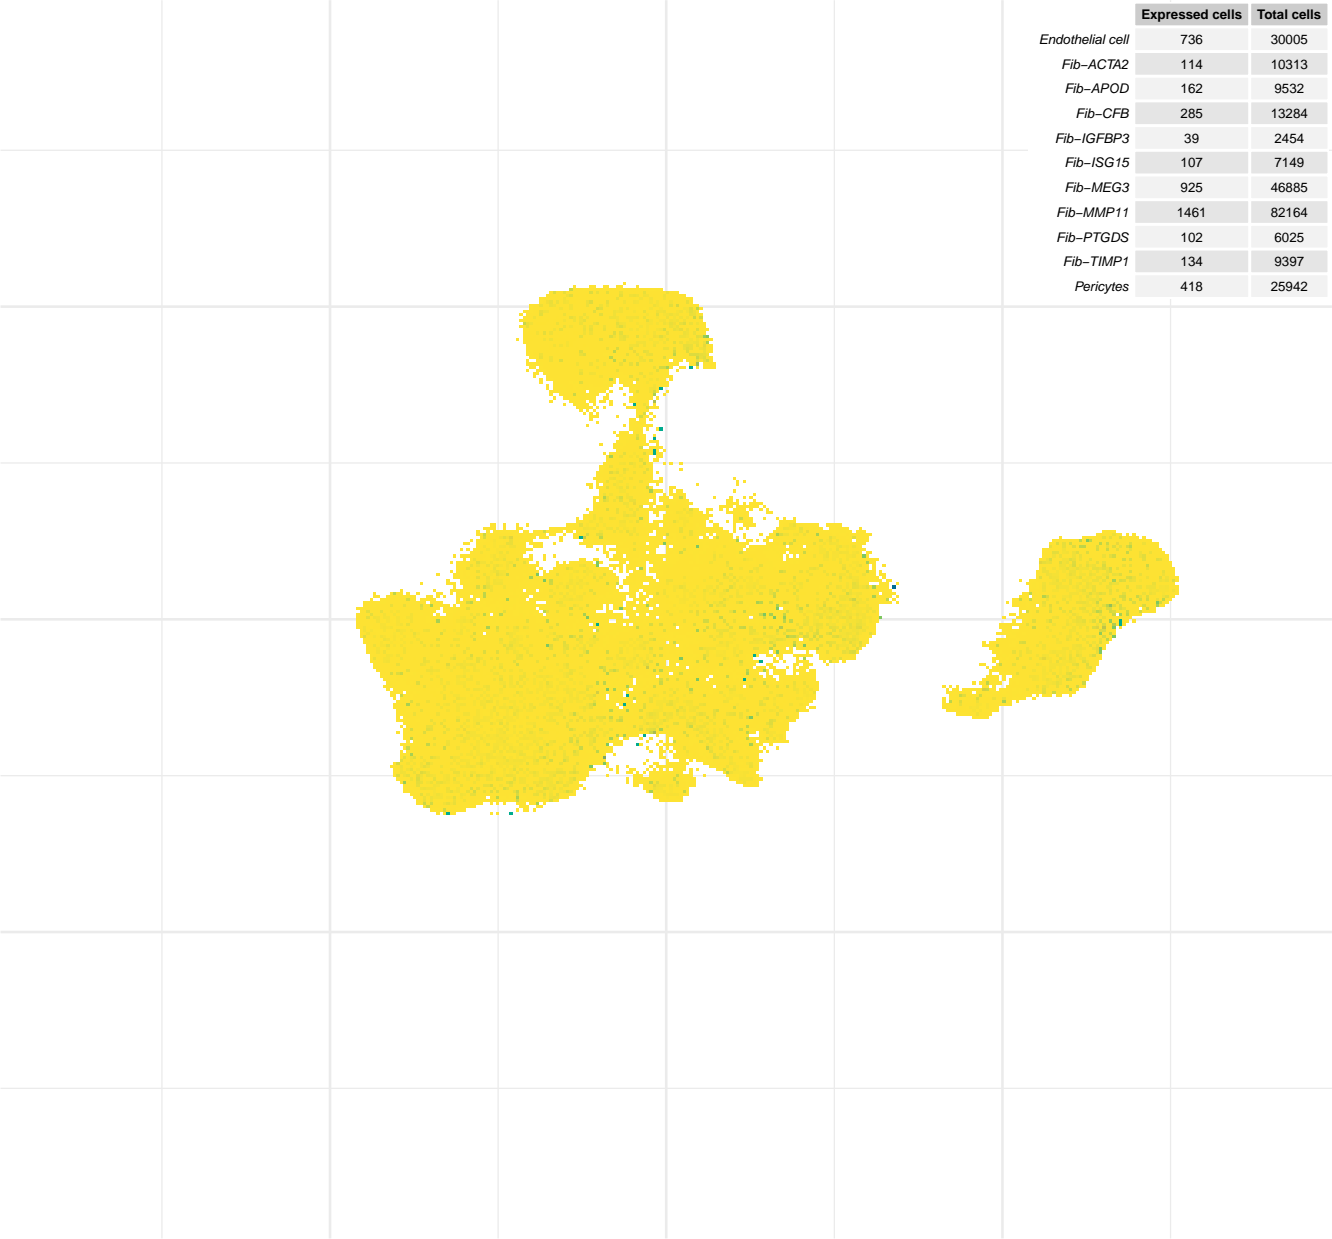 Expressed cells Total cells
Endothelial cell 736 30005
Fib−ACTA2 114 10313
Fib−APOD 162 9532
Fib−CFB 285 13284
Fib−IGFBP3 39 2454
Fib−ISG15 107 7149
Fib−MEG3 925 46885
Fib−MMP11 1461 82164
Fib−PTGDS 102 6025
Fib−TIMP1 134 9397
Pericytes 418 25942